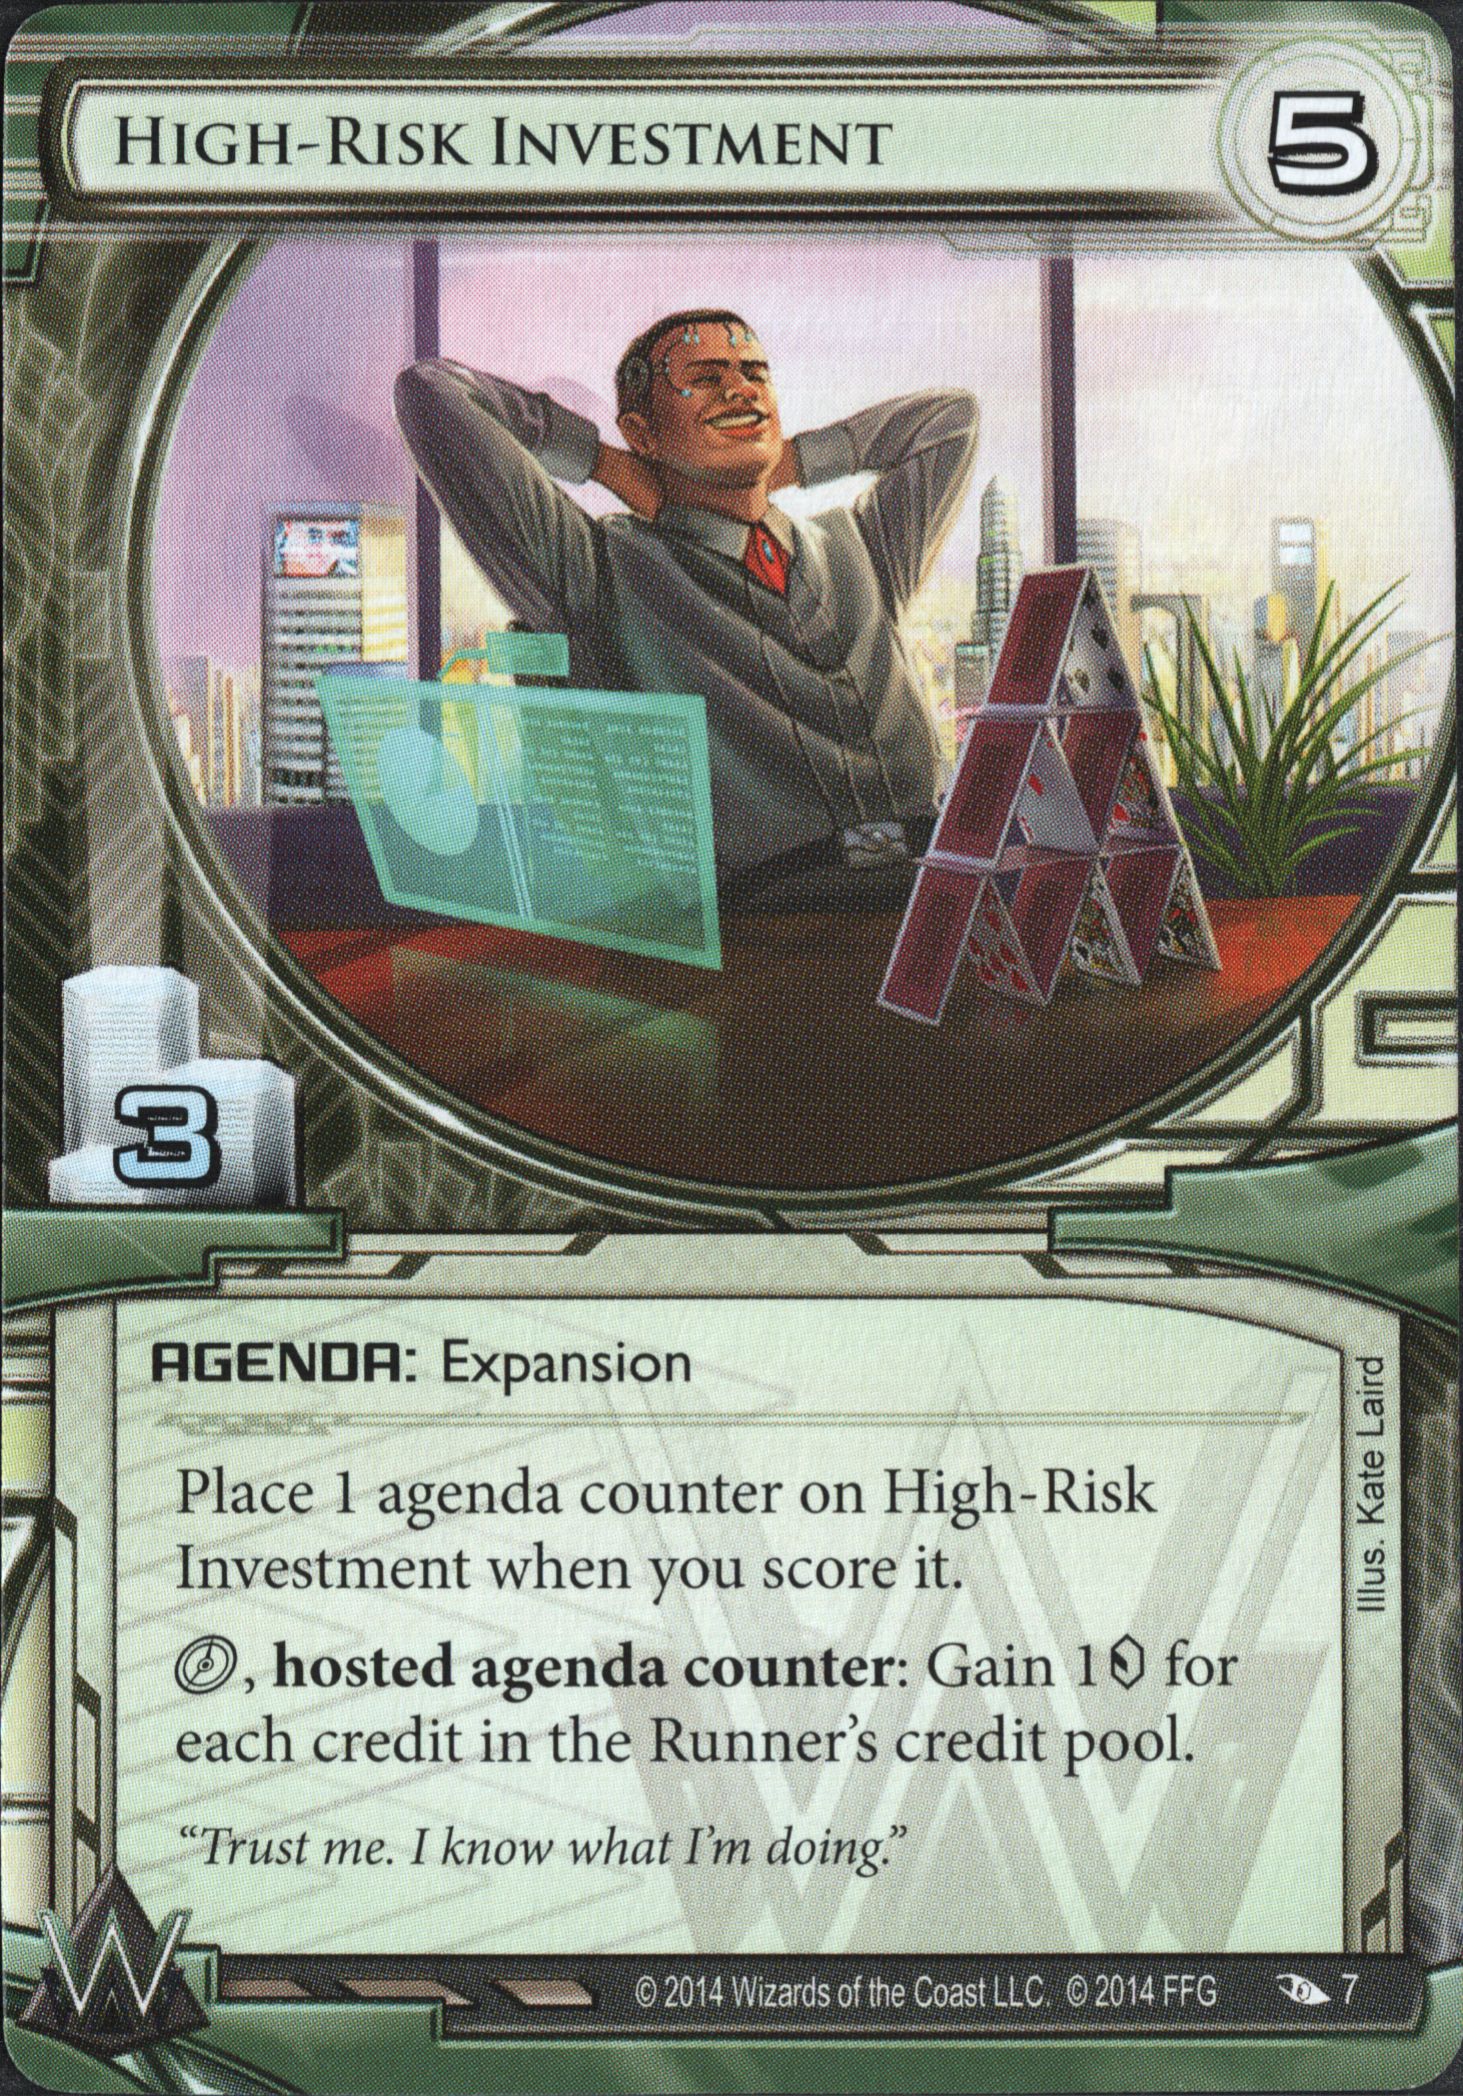 HIGH-RISK INVESTMENT
5
3
AGENDA: Expansion
Place 1 agenda counter on High-Risk
Investment when you score it.
, hosted agenda counter: Gain 1 for
each credit in the Runner's credit pool.
"Trust me. I know what I'm doing."
Illus. Kate Laird
W
© 2014 Wizards of the Coast LLC. © 2014 FFG
7